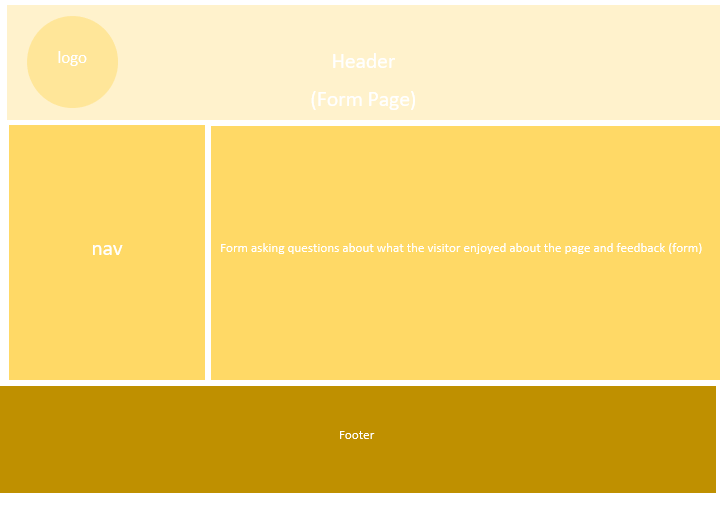 logo
Header
(Form Page)
nav
Form asking questions about what the visitor enjoyed about the page and feedback (form)
Footer